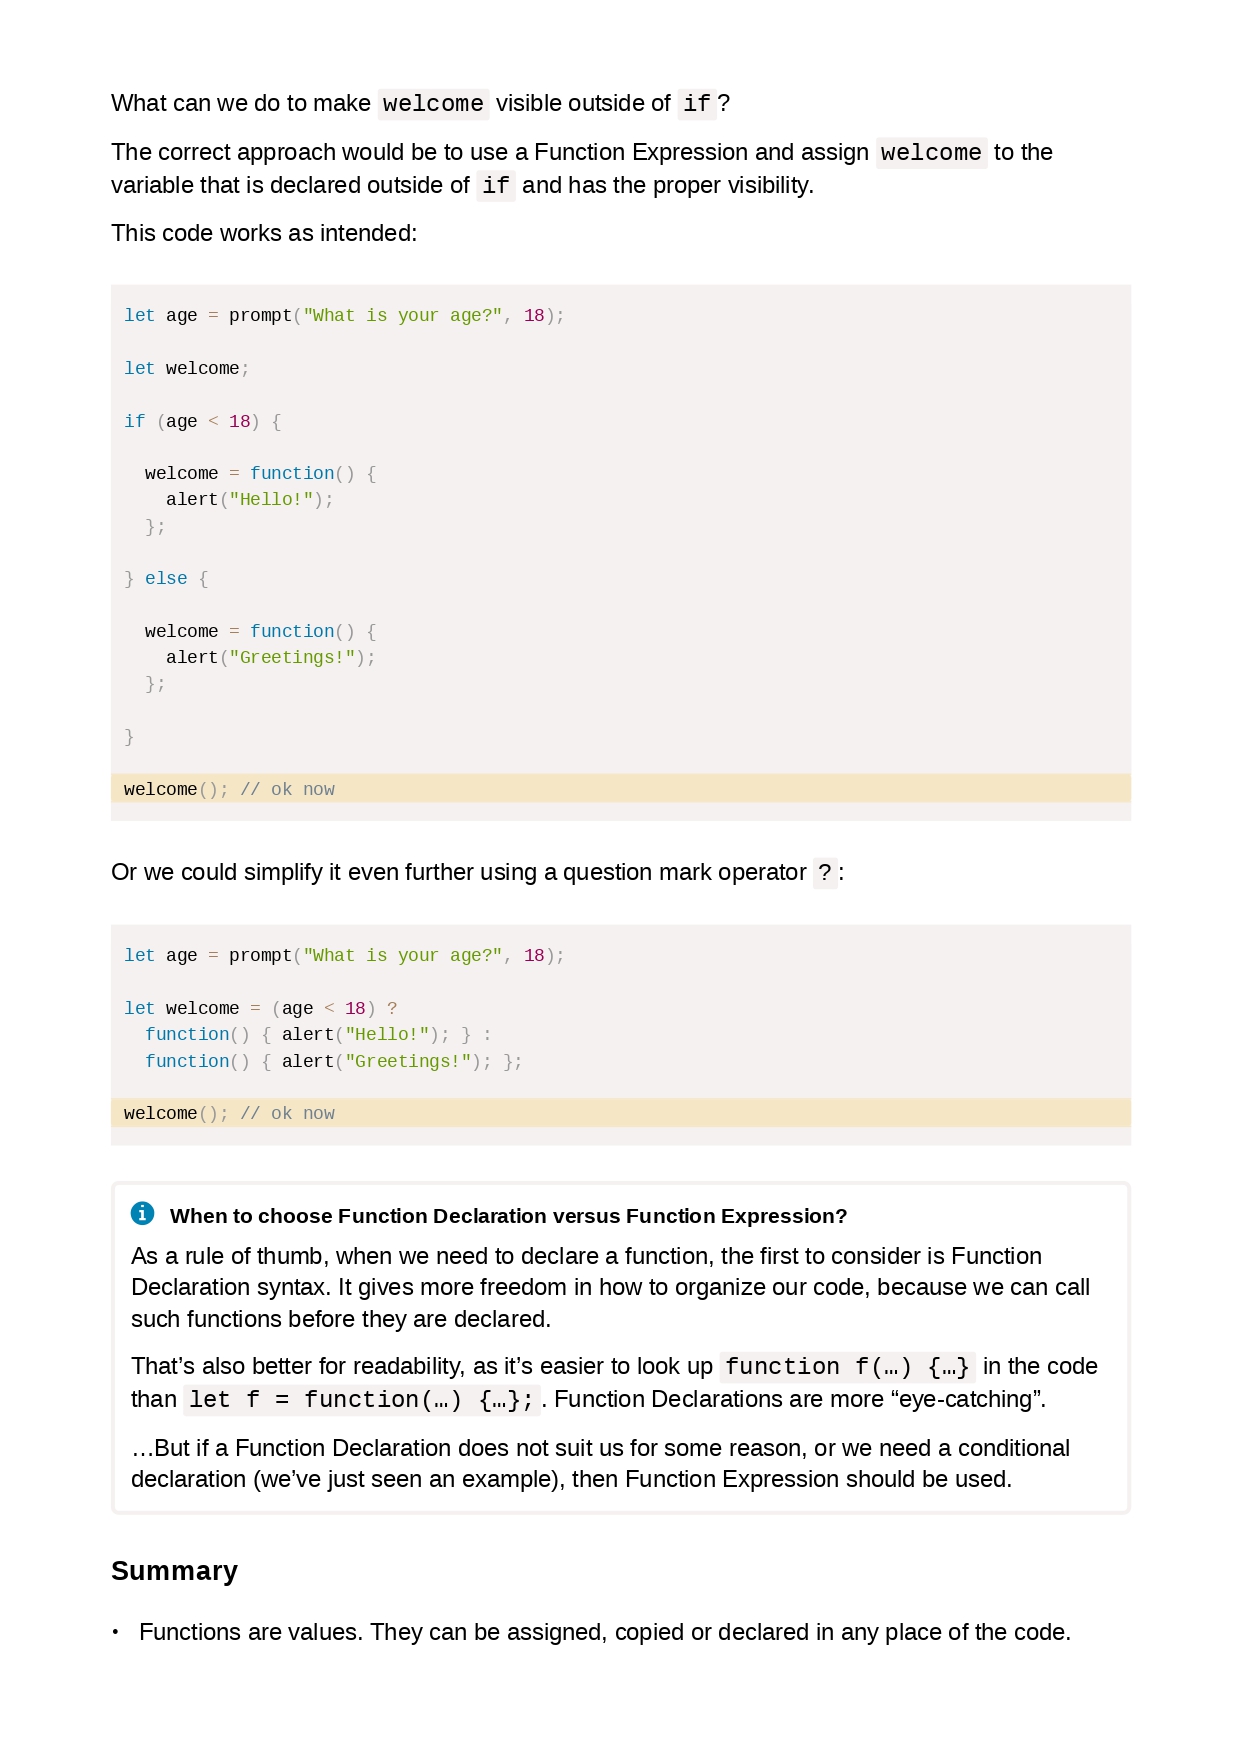 What can we do to make welcome visible outside of if?
The correct approach would be to use a Function Expression and assign welcome to the
variable that is declared outside of if and has the proper visibility.
This code works as intended:
let age = prompt("What is your age?", 18);
let welcome;
if (age < 18) {
  welcome = function() {
    alert("Hello!");
  };
} else {
  welcome = function() {
    alert("Greetings!");
  };
}
welcome(); // ok now
Or we could simplify it even further using a question mark operator ?:
let age = prompt("What is your age?", 18);
let welcome = (age < 18) ?
  function() { alert("Hello!"); } :
  function() { alert("Greetings!"); };
welcome(); // ok now
When to choose Function Declaration versus Function Expression?
As a rule of thumb, when we need to declare a function, the first to consider is Function
Declaration syntax. It gives more freedom in how to organize our code, because we can call
such functions before they are declared.
That’s also better for readability, as it’s easier to look up function f(…) {…} in the code
than let f = function(…) {…};. Function Declarations are more “eye-catching”.
…But if a Function Declaration does not suit us for some reason, or we need a conditional
declaration (we’ve just seen an example), then Function Expression should be used.
Summary
• Functions are values. They can be assigned, copied or declared in any place of the code.